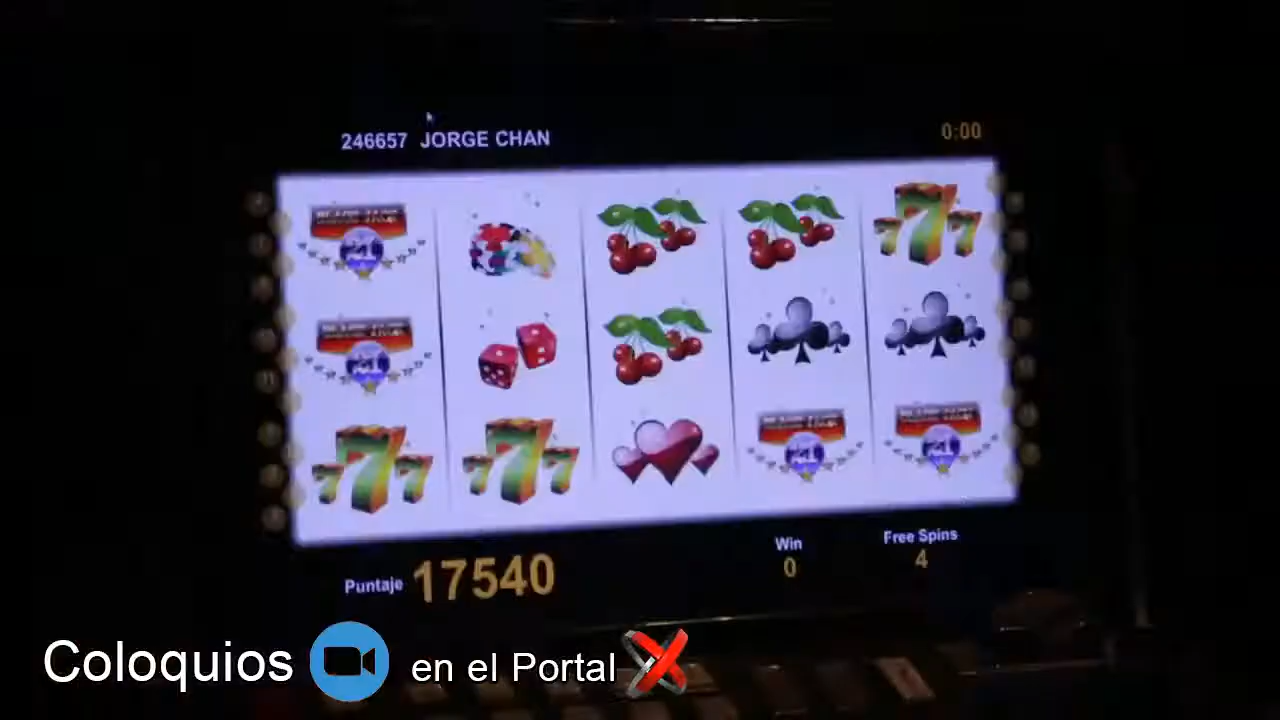 246657 JORGE CHAN
0:00
Puntaje 17540
Win
0
Free Spins
4
Coloquios en el Portal